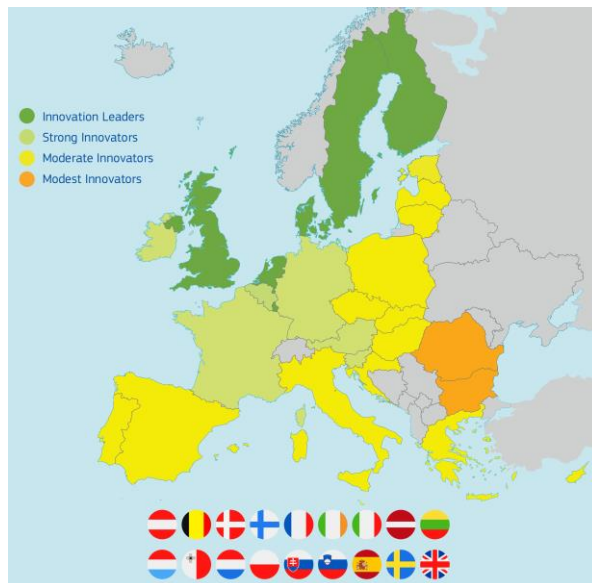 Innovation Leaders
Strong Innovators
Moderate Innovators
Modest Innovators